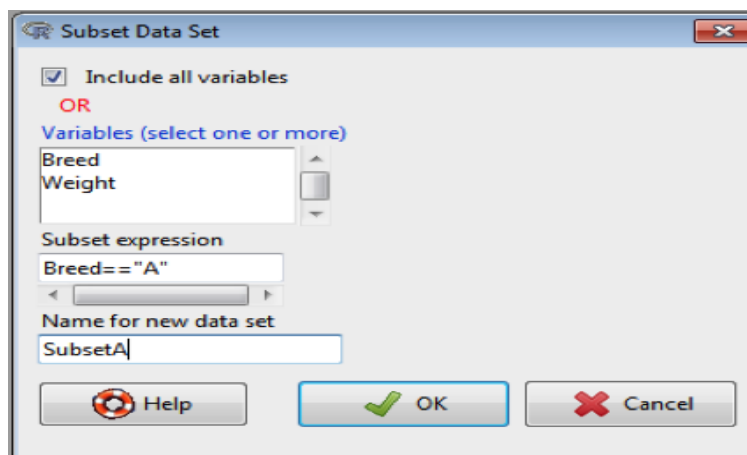 Subset Data Set
Include all variables
OR
Variables (select one or more)
Breed
Weight
Subset expression
Breed=="A"
Name for new data set
SubsetA
Help
OK
Cancel